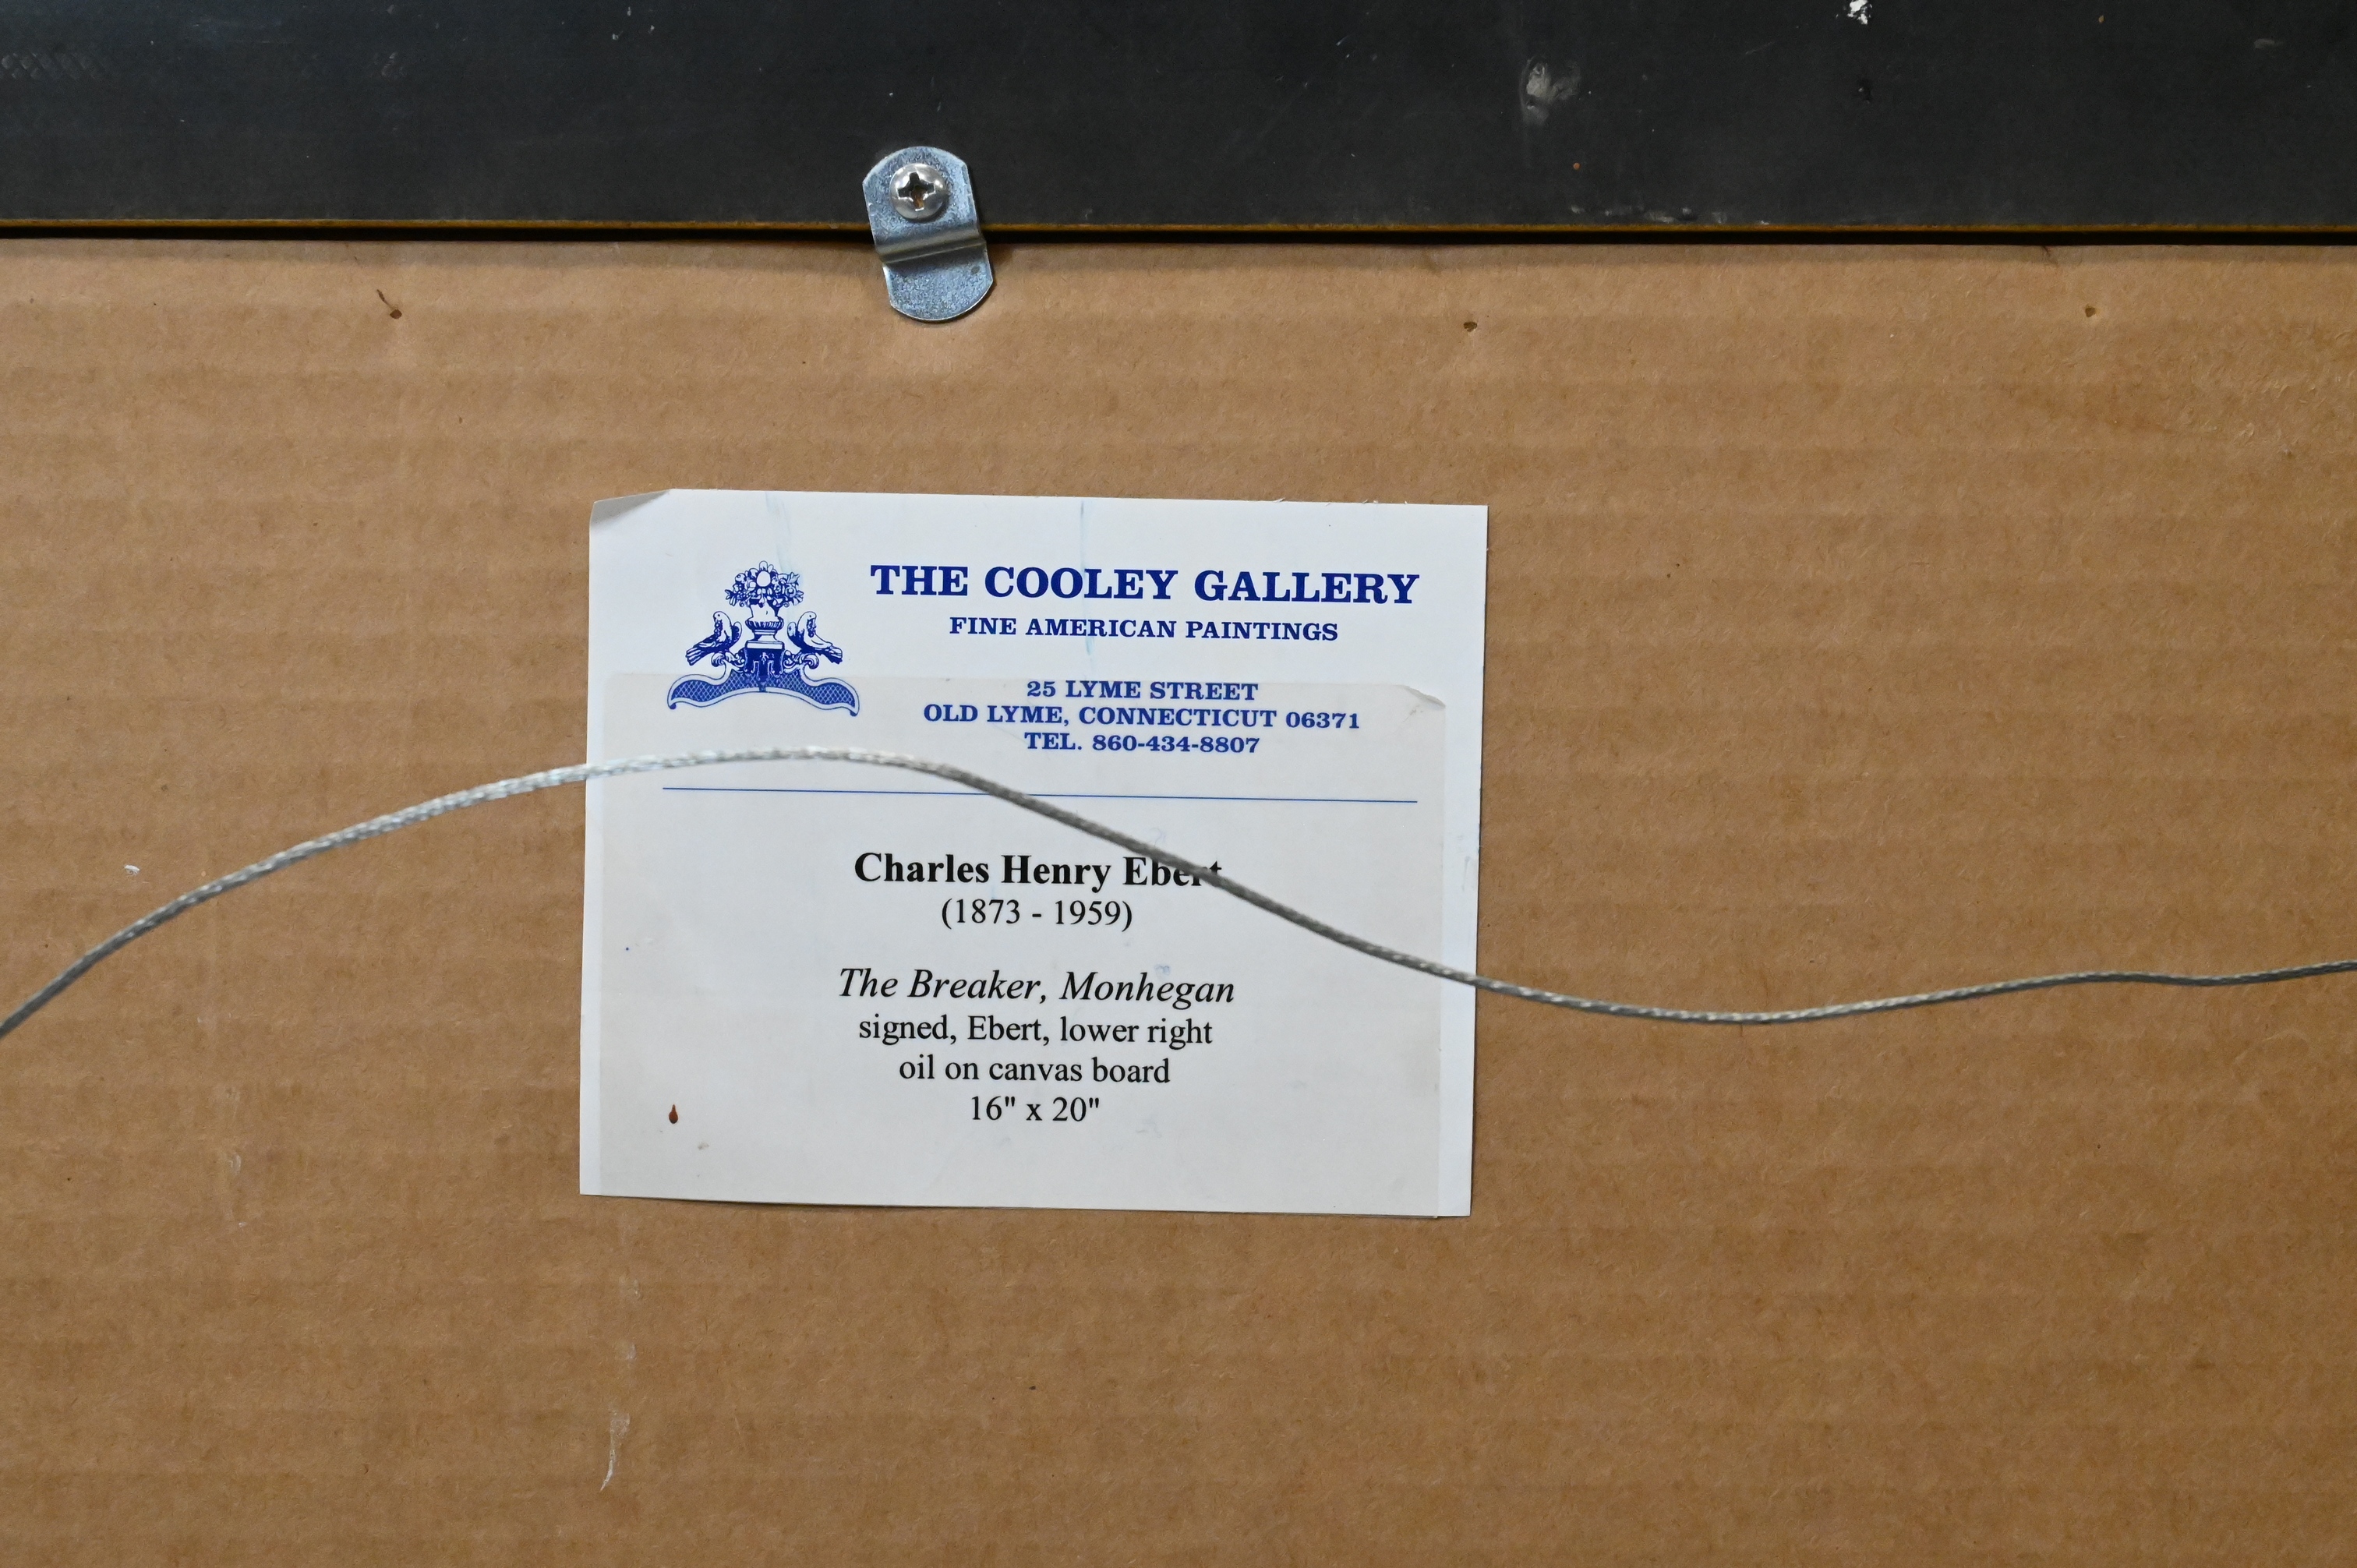 THE COOLEY GALLERY
FINE AMERICAN PAINTINGS
25 LYME STREET
OLD LYME, CONNECTICUT 06371
TEL. 860-434-8807
Charles Henry Ebert
(1873 - 1959)
The Breaker, Monhegan
signed, Ebert, lower right
oil on canvas board
16" x 20"